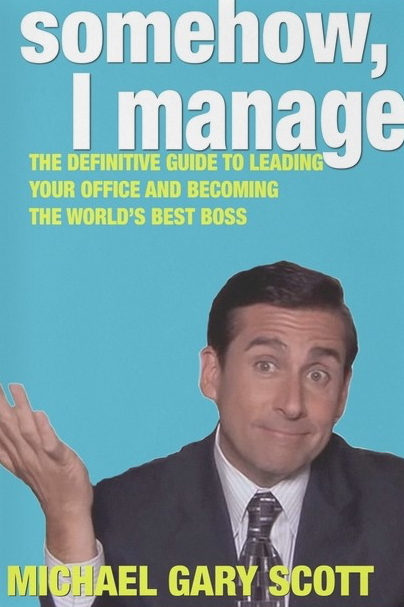 somehow,
I manage
THE DEFINITIVE GUIDE TO LEADING
YOUR OFFICE AND BECOMING
THE WORLD'S BEST BOSS
MICHAEL GARY SCOTT